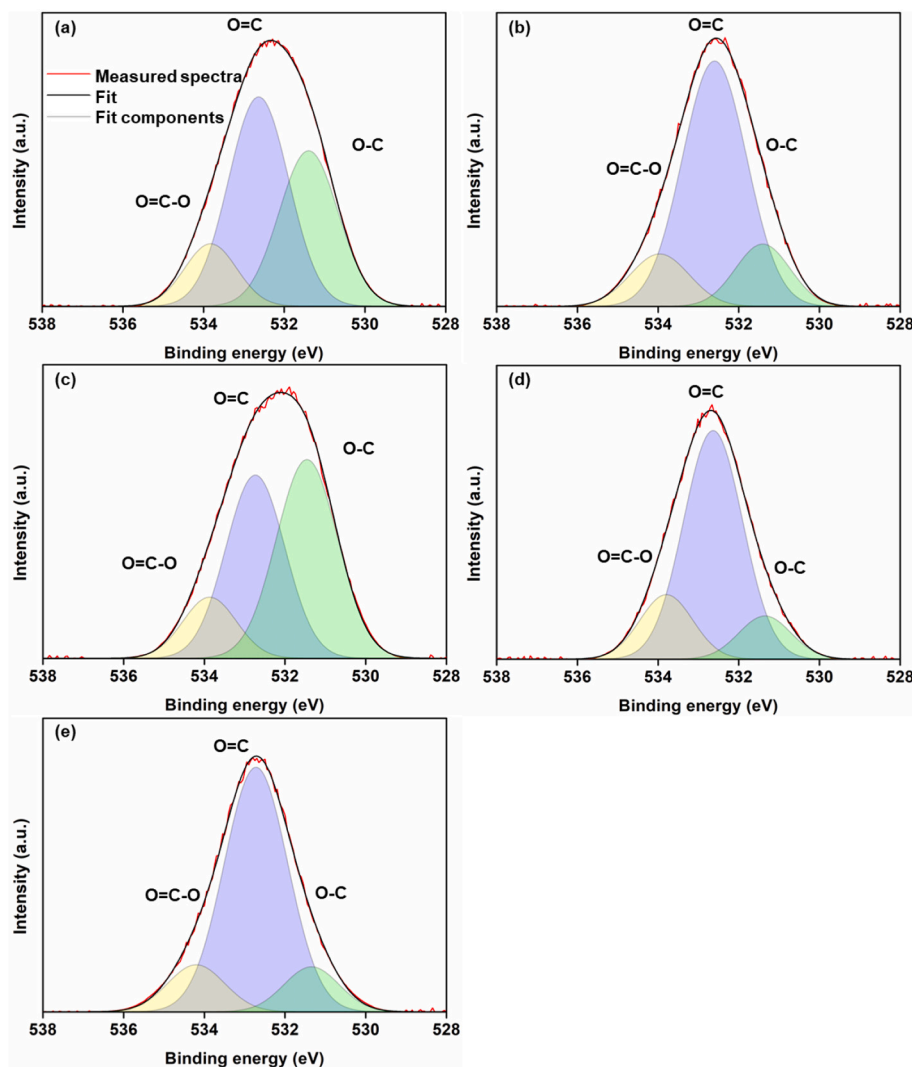 (a)
O=C
Measured spectra
Fit
Fit components
O-C
O=C-O
Intensity (a.u.)
538 536 534 532 530 528
Binding energy (eV)
(b)
O=C
O=C-O
O-C
Intensity (a.u.)
538 536 534 532 530 528
Binding energy (eV)
(c)
O=C
O-C
O=C-O
Intensity (a.u.)
538 536 534 532 530 528
Binding energy (eV)
(d)
O=C
O=C-O
O-C
Intensity (a.u.)
538 536 534 532 530 528
Binding energy (eV)
(e)
O=C
O=C-O
O-C
Intensity (a.u.)
538 536 534 532 530 528
Binding energy (eV)